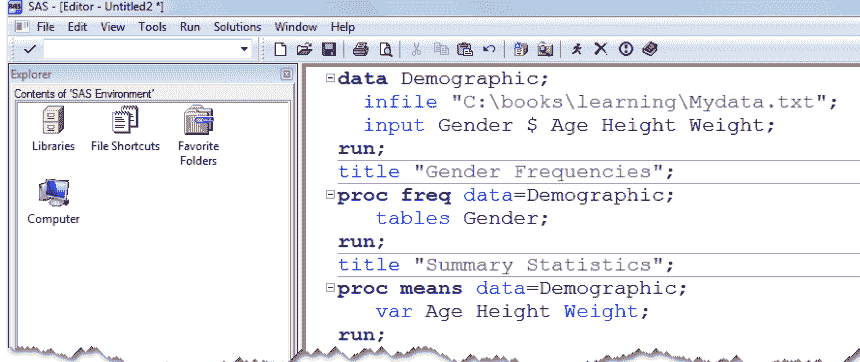 SAS - [Editor - Untitled2 *]
File Edit View Tools Run Solutions Window Help
Explorer
Contents of 'SAS Environment'
Libraries File Shortcuts Favorite Folders
Computer
data Demographic;
infile "C:\books\learning\Mydata.txt";
input Gender $ Age Height Weight;
run;
title "Gender Frequencies";
proc freq data=Demographic;
tables Gender;
run;
title "Summary Statistics";
proc means data=Demographic;
var Age Height Weight;
run;